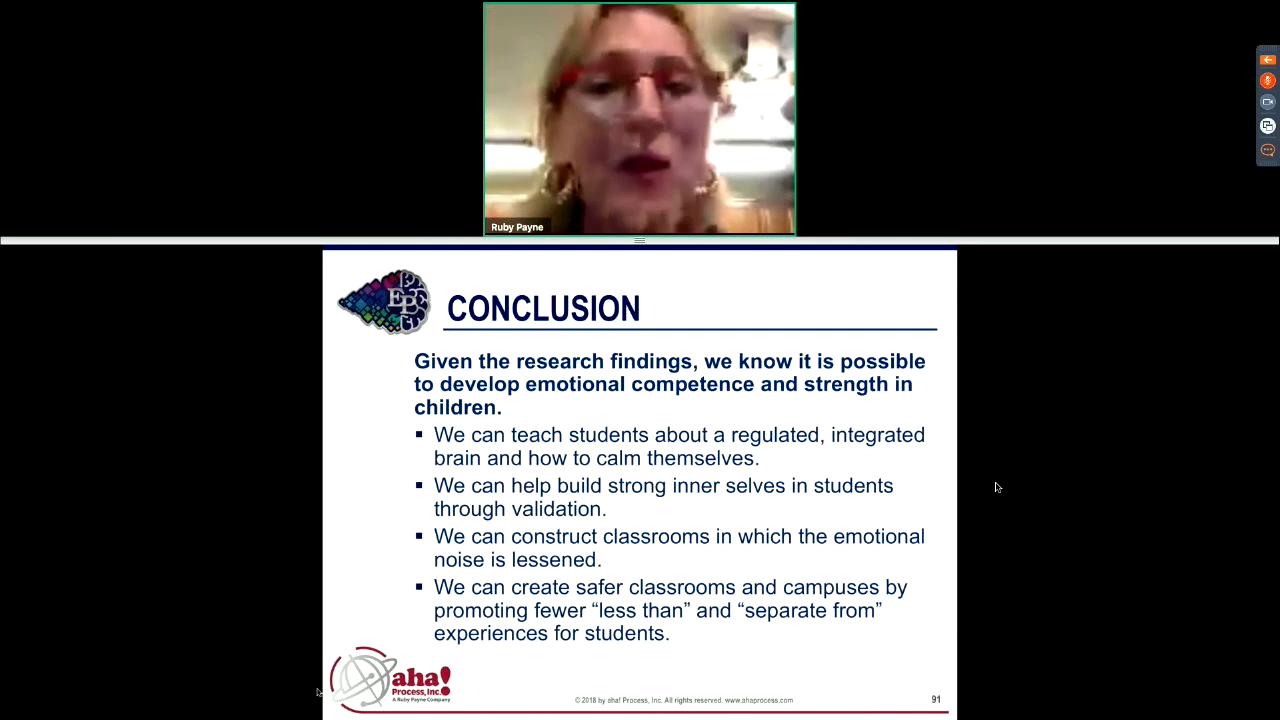 Ruby Payne
EP
CONCLUSION
Given the research findings, we know it is possible
to develop emotional competence and strength in
children.
▪ We can teach students about a regulated, integrated
brain and how to calm themselves.
▪ We can help build strong inner selves in students
through validation.
▪ We can construct classrooms in which the emotional
noise is lessened.
▪ We can create safer classrooms and campuses by
promoting fewer “less than” and “separate from”
experiences for students.
aha!
Process, Inc.
A Ruby Payne Company
© 2018 by aha! Process, Inc. All rights reserved. www.ahaprocess.com
91